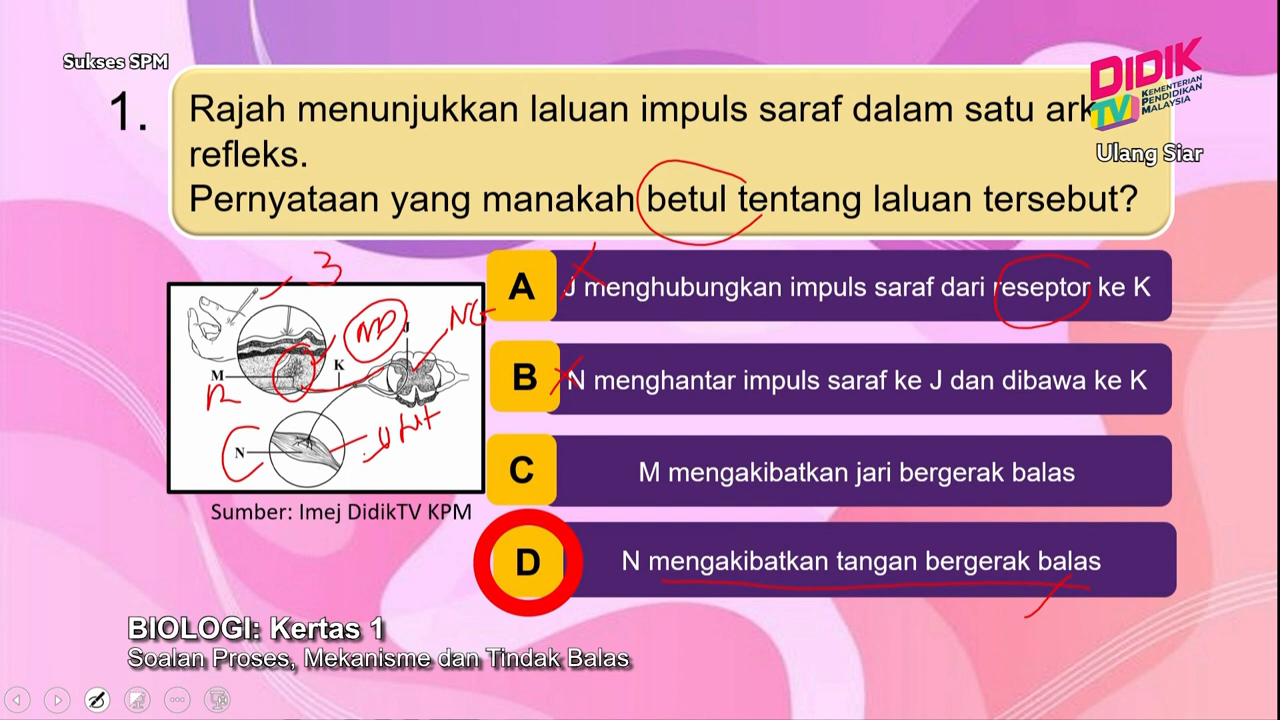 Sukses SPM
DIDIK
TV
KEMENTERIAN
PENDIDIKAN
MALAYSIA
Ulang Siar
1.
Rajah menunjukkan laluan impuls saraf dalam satu ark
refleks.
Pernyataan yang manakah betul tentang laluan tersebut?
3
J
K
M
R
N
A
J menghubungkan impuls saraf dari reseptor ke K
B
N menghantar impuls saraf ke J dan dibawa ke K
C
M mengakibatkan jari bergerak balas
D
N mengakibatkan tangan bergerak balas
Sumber: Imej DidikTV KPM
BIOLOGI: Kertas 1
Soalan Proses, Mekanisme dan Tindak Balas